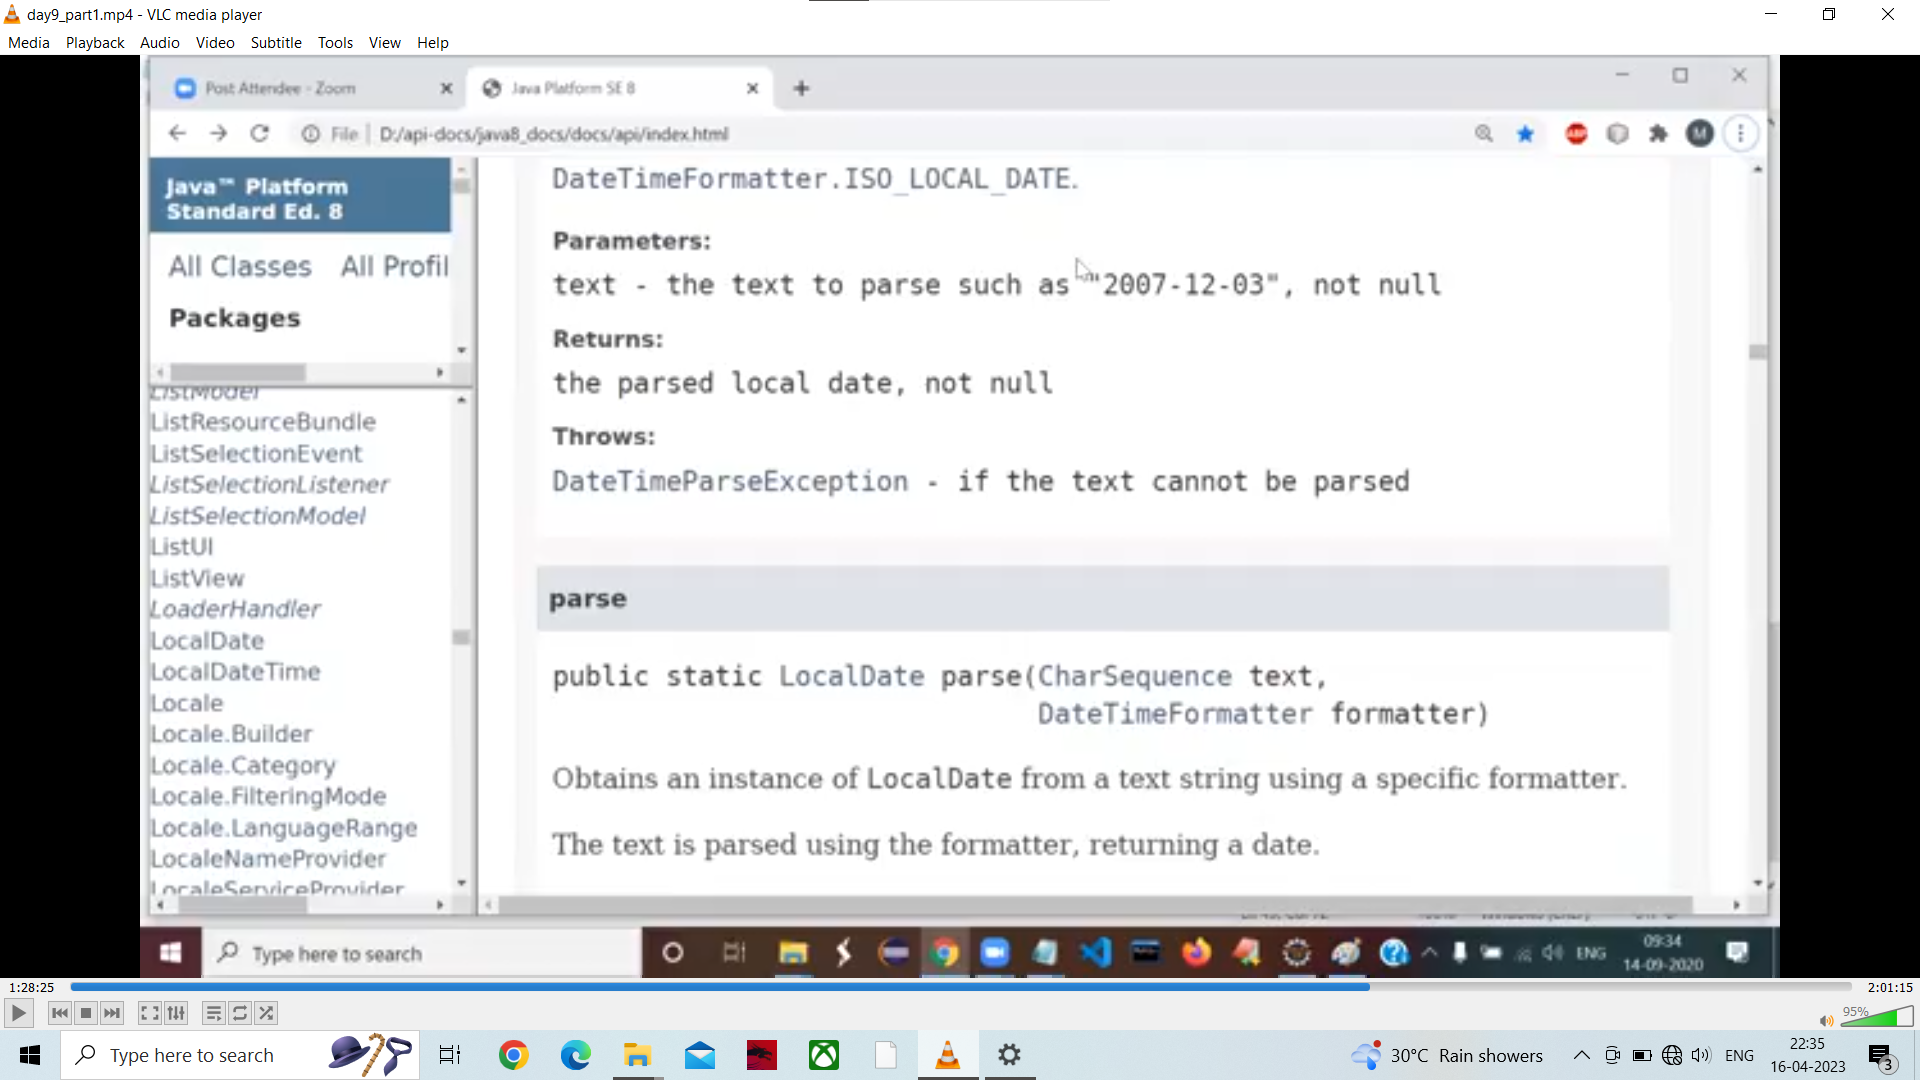 day9_part1.mp4 - VLC media player
Media Playback Audio Video Subtitle Tools View Help
Post Attendee - Zoom
Java Platform SE 8
File D:/api-docs/java8_docs/docs/api/index.html
ABP
M
Java™ Platform
Standard Ed. 8
All Classes All Profil
Packages
ListModel
ListResourceBundle
ListSelectionEvent
ListSelectionListener
ListSelectionModel
ListUI
ListView
LoaderHandler
LocalDate
LocalDateTime
Locale
Locale.Builder
Locale.Category
Locale.FilteringMode
Locale.LanguageRange
LocaleNameProvider
LocaleServiceProvider
DateTimeFormatter.ISO_LOCAL_DATE.
Parameters:
text - the text to parse such as "2007-12-03", not null
Returns:
the parsed local date, not null
Throws:
DateTimeParseException - if the text cannot be parsed
parse
public static LocalDate parse(CharSequence text,
DateTimeFormatter formatter)
Obtains an instance of LocalDate from a text string using a specific formatter.
The text is parsed using the formatter, returning a date.
Type here to search
ENG
09:34
14-09-2020
1:28:25
2:01:15
95%
Type here to search
30°C Rain showers
ENG
22:35
16-04-2023
3